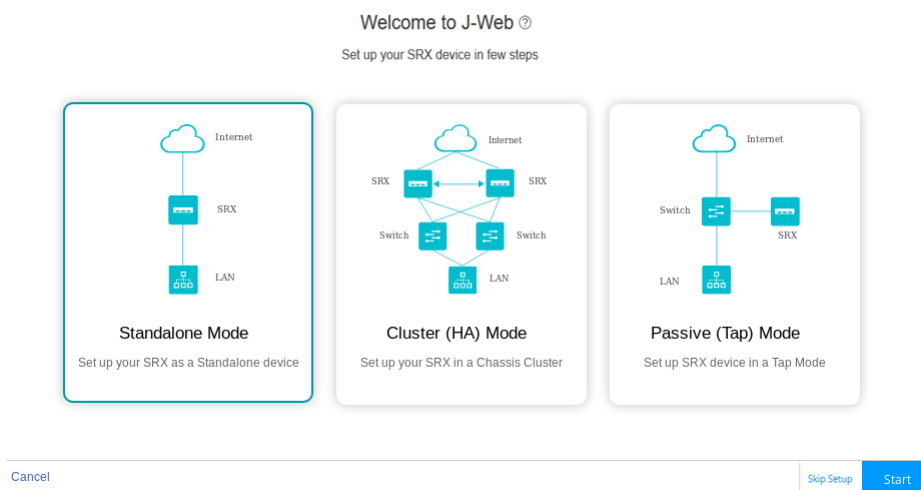 Welcome to J-Web ?
Set up your SRX device in few steps
Internet
SRX
LAN
Standalone Mode
Set up your SRX as a Standalone device
Internet
SRX
SRX
Switch
Switch
LAN
Cluster (HA) Mode
Set up your SRX in a Chassis Cluster
Internet
Switch
SRX
LAN
Passive (Tap) Mode
Set up SRX device in a Tap Mode
Cancel
Skip Setup
Start